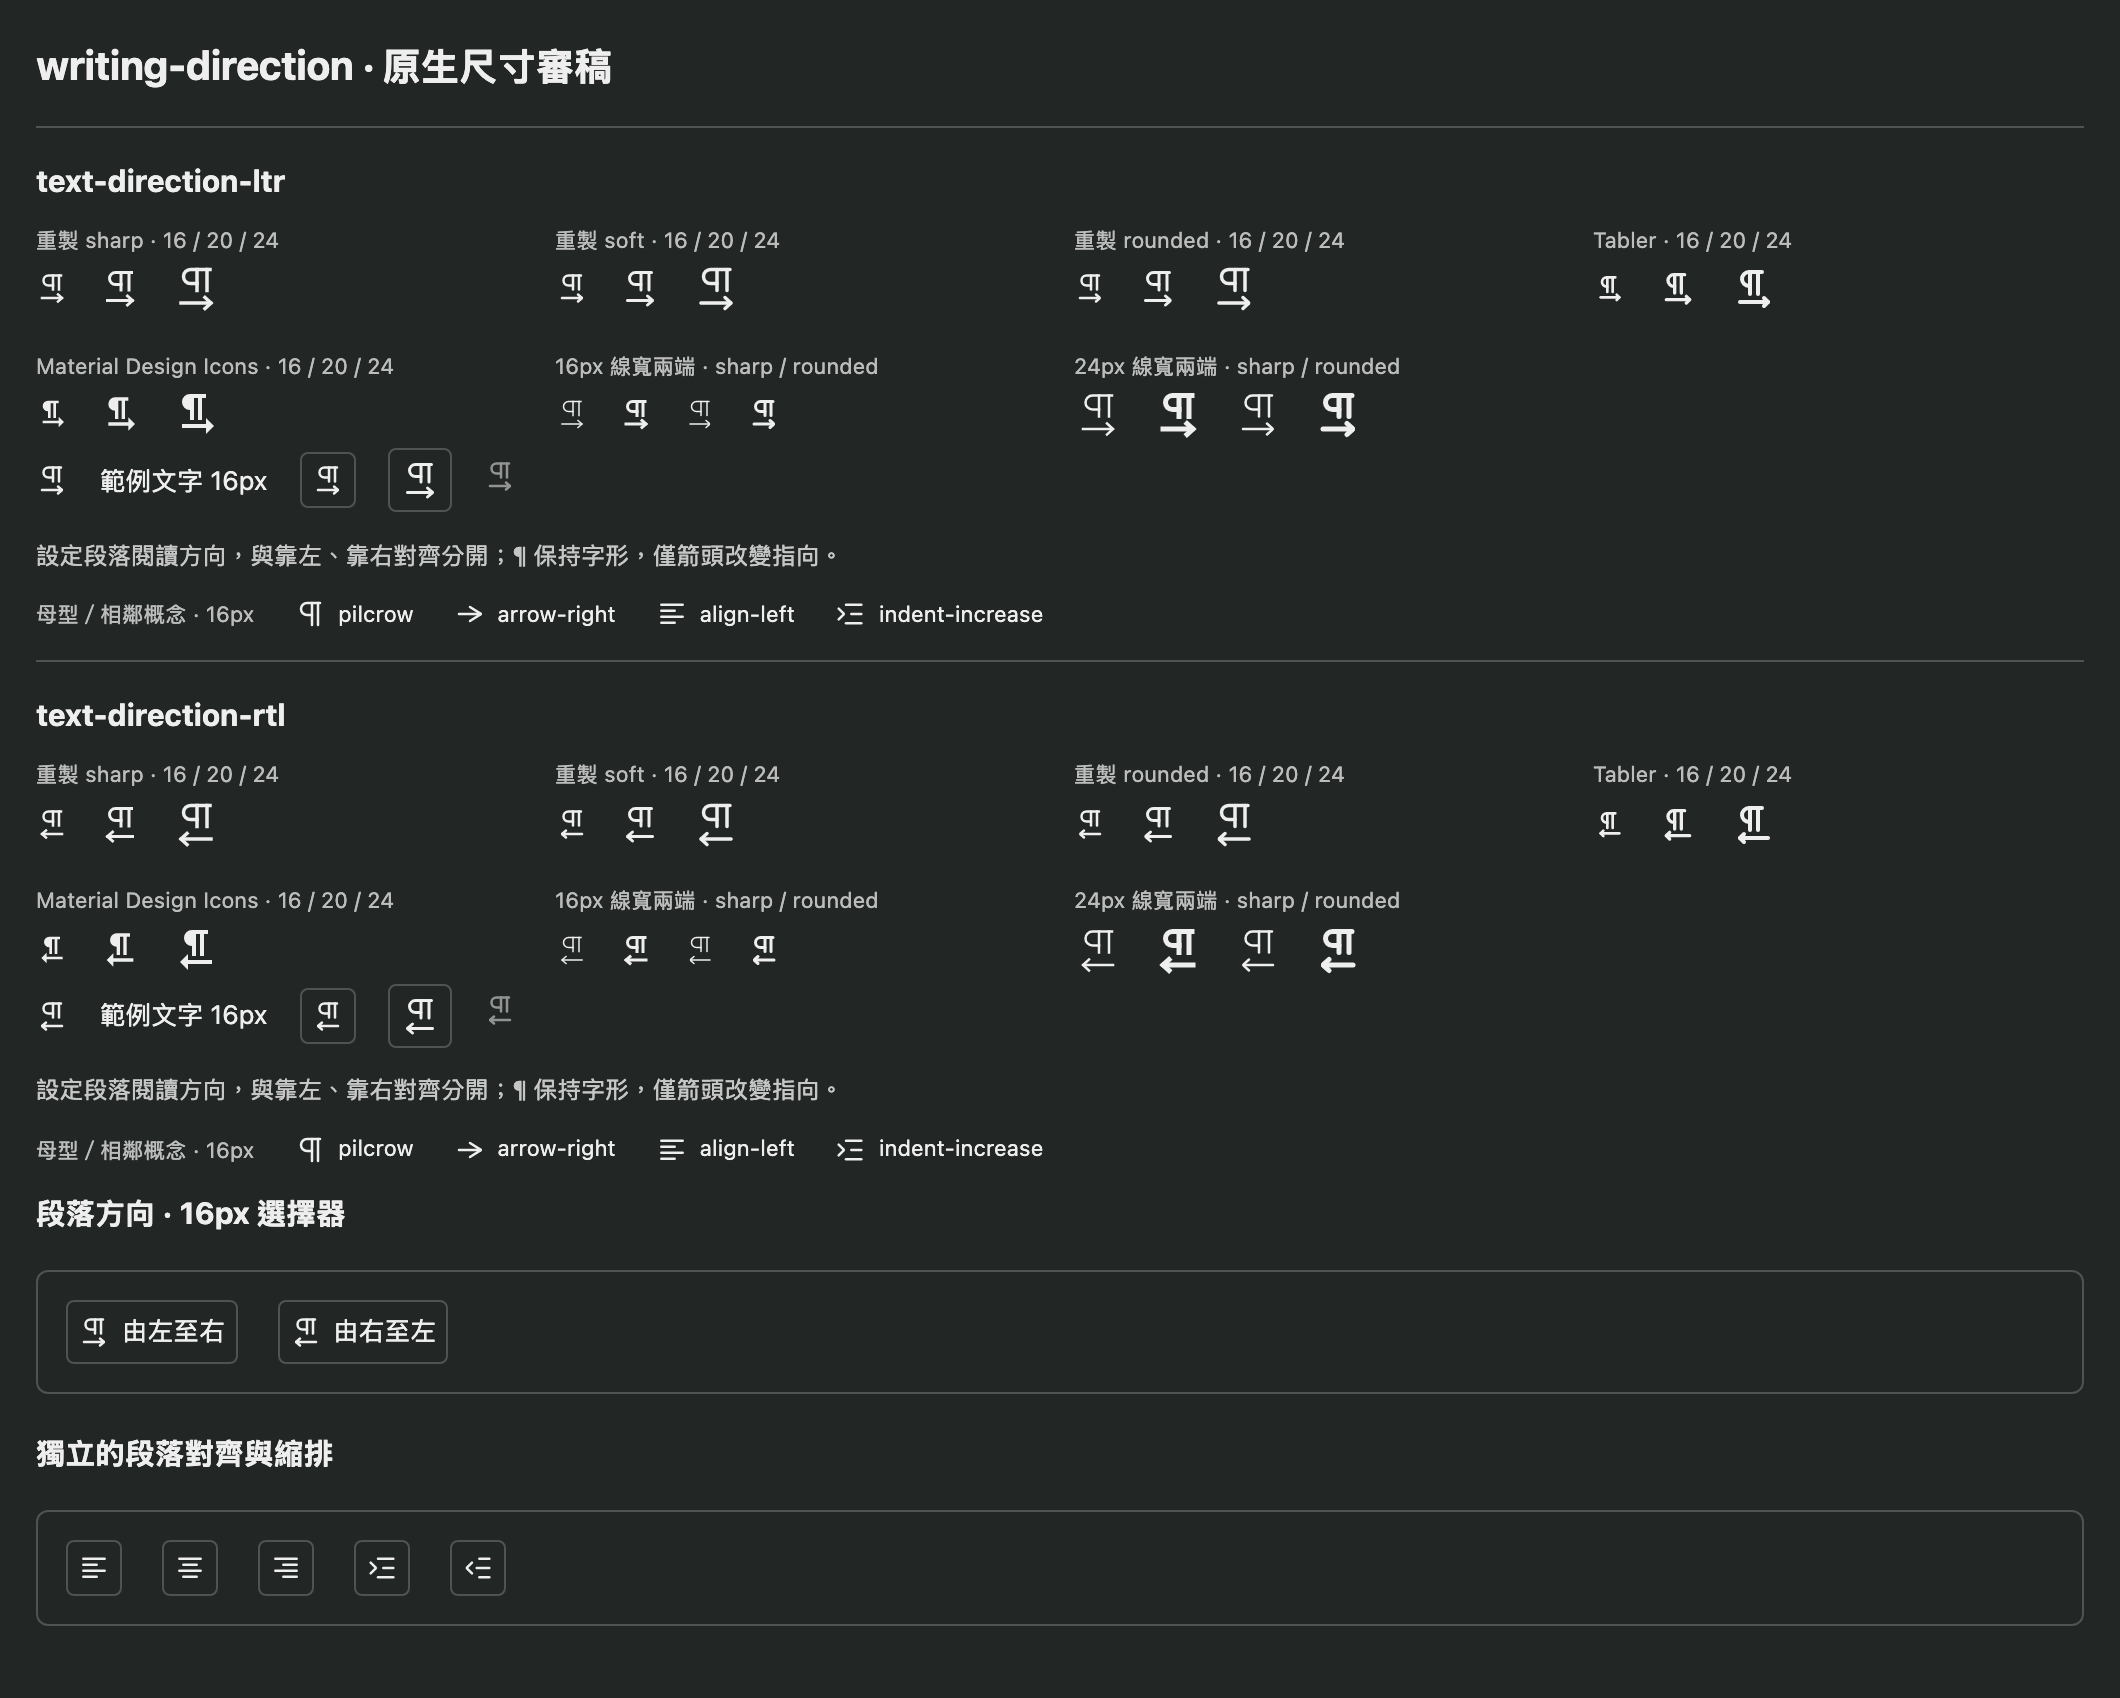 writing-direction · 原生尺寸審稿
text-direction-ltr
重製 sharp · 16 / 20 / 24
重製 soft · 16 / 20 / 24
重製 rounded · 16 / 20 / 24
Tabler · 16 / 20 / 24
Material Design Icons · 16 / 20 / 24
16px 線寬兩端 · sharp / rounded
24px 線寬兩端 · sharp / rounded
範例文字 16px
設定段落閱讀方向，與靠左、靠右對齊分開；¶ 保持字形，僅箭頭改變指向。
母型 / 相鄰概念 · 16px pilcrow arrow-right align-left indent-increase
text-direction-rtl
重製 sharp · 16 / 20 / 24
重製 soft · 16 / 20 / 24
重製 rounded · 16 / 20 / 24
Tabler · 16 / 20 / 24
Material Design Icons · 16 / 20 / 24
16px 線寬兩端 · sharp / rounded
24px 線寬兩端 · sharp / rounded
範例文字 16px
設定段落閱讀方向，與靠左、靠右對齊分開；¶ 保持字形，僅箭頭改變指向。
母型 / 相鄰概念 · 16px pilcrow arrow-right align-left indent-increase
段落方向 · 16px 選擇器
由左至右
由右至左
獨立的段落對齊與縮排